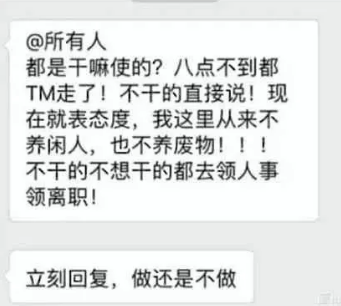 @所有人
都是干嘛使的？八点不到都
TM走了！不干的直接说！现
在就表态度，我这里从来不
养闲人，也不养废物！！！
不干的不想干的都去领人事
领离职！
立刻回复，做还是不做